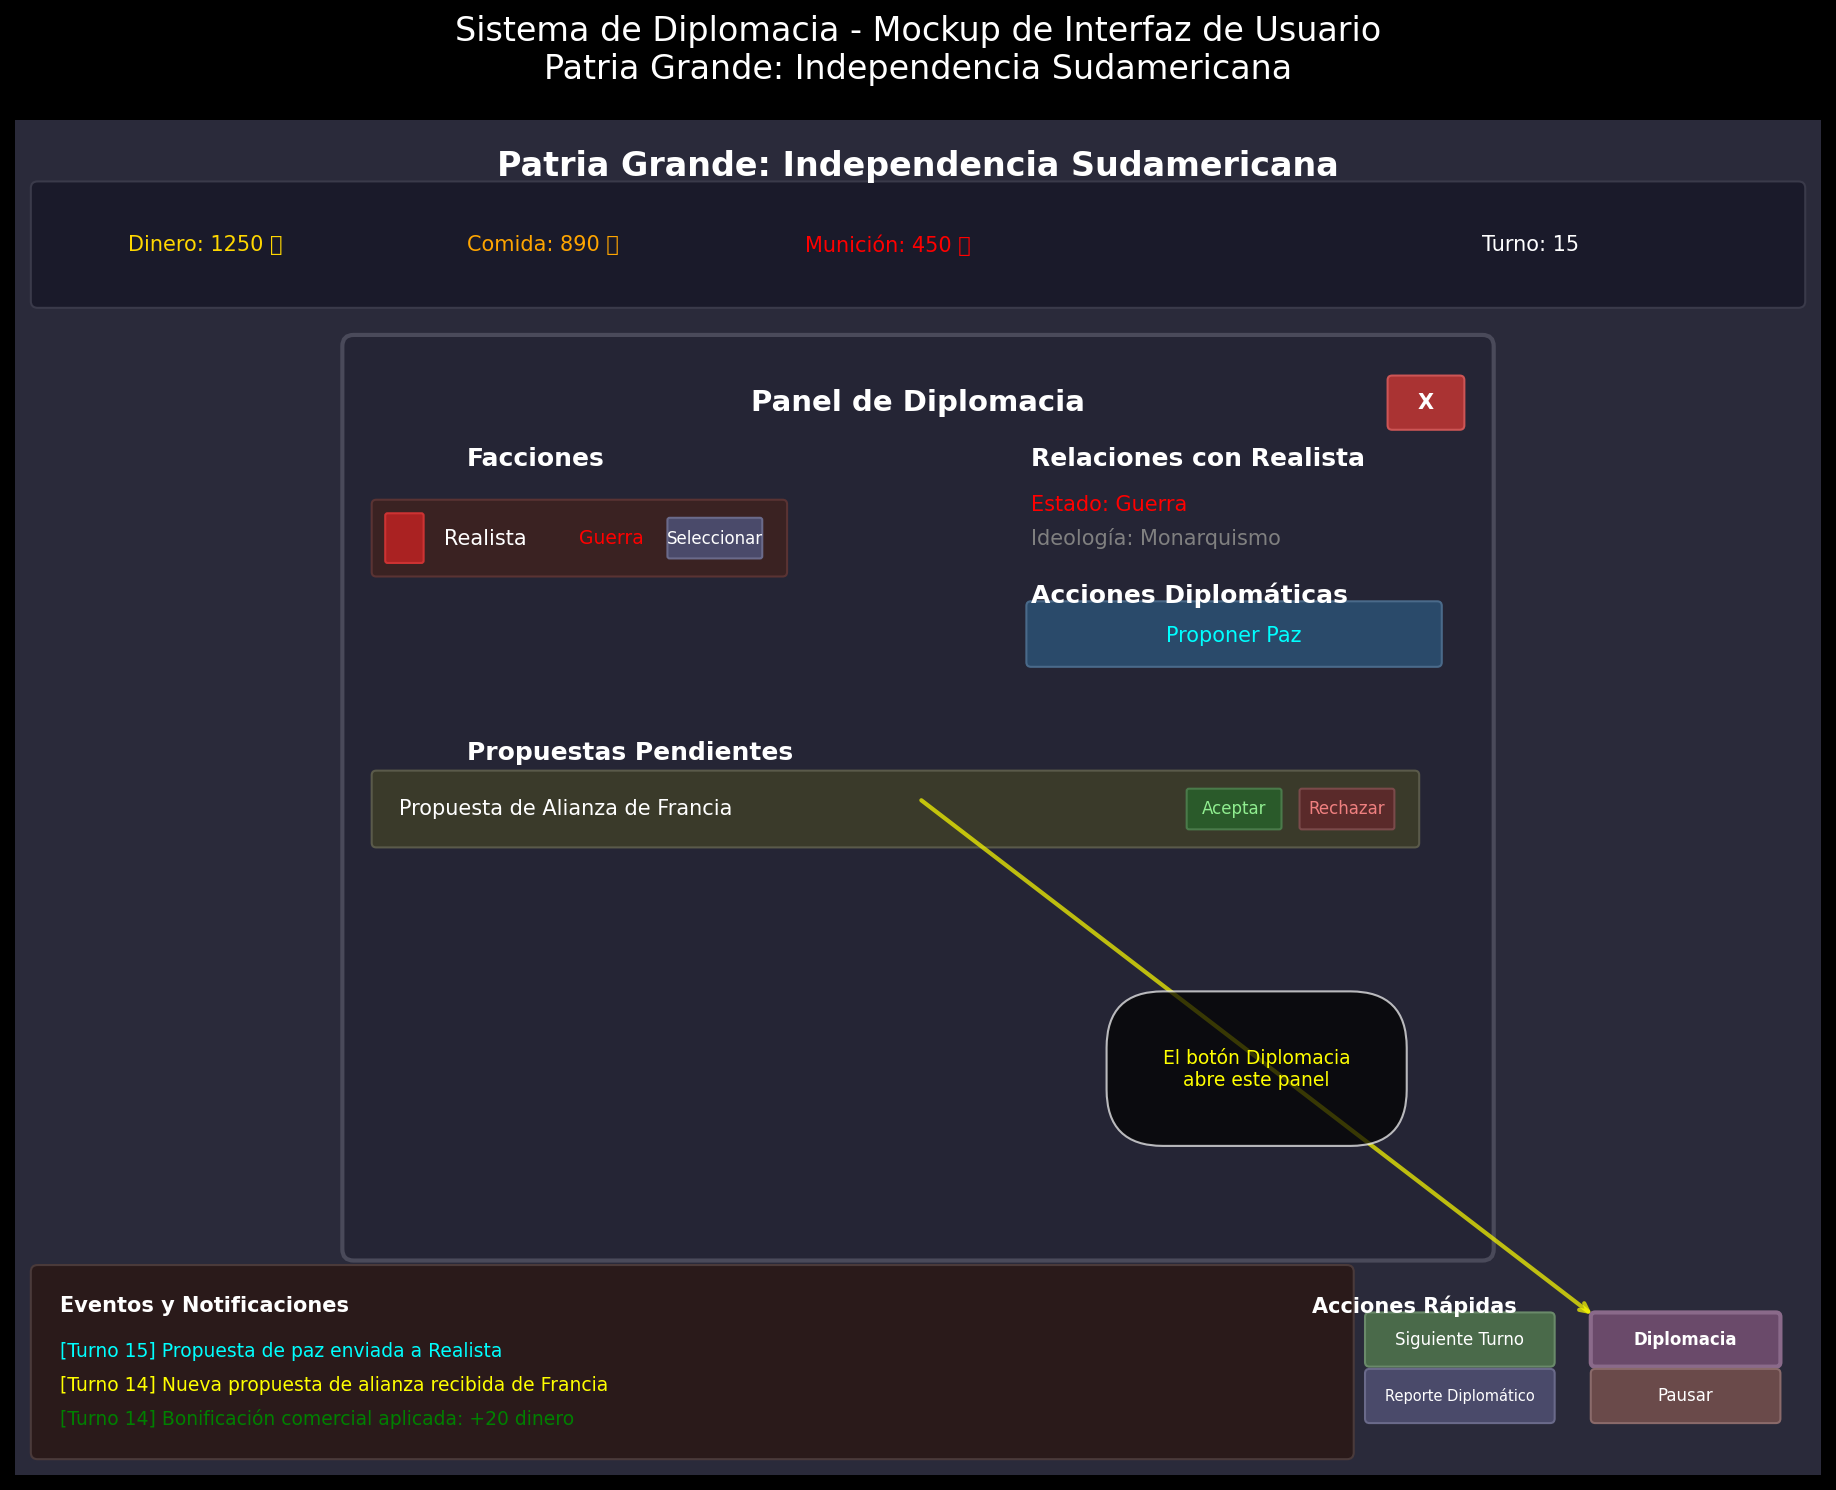 Sistema de Diplomacia - Mockup de Interfaz de Usuario
Patria Grande: Independencia Sudamericana
Patria Grande: Independencia Sudamericana
Dinero: 1250
Comida: 890
Munición: 450
Turno: 15
Panel de Diplomacia
X
Facciones
Realista
Guerra
Seleccionar
Relaciones con Realista
Estado: Guerra
Ideología: Monarquismo
Acciones Diplomáticas
Proponer Paz
Propuestas Pendientes
Propuesta de Alianza de Francia
Aceptar
Rechazar
El botón Diplomacia
abre este panel
Eventos y Notificaciones
[Turno 15] Propuesta de paz enviada a Realista
[Turno 14] Nueva propuesta de alianza recibida de Francia
[Turno 14] Bonificación comercial aplicada: +20 dinero
Acciones Rápidas
Siguiente Turno
Diplomacia
Reporte Diplomático
Pausar